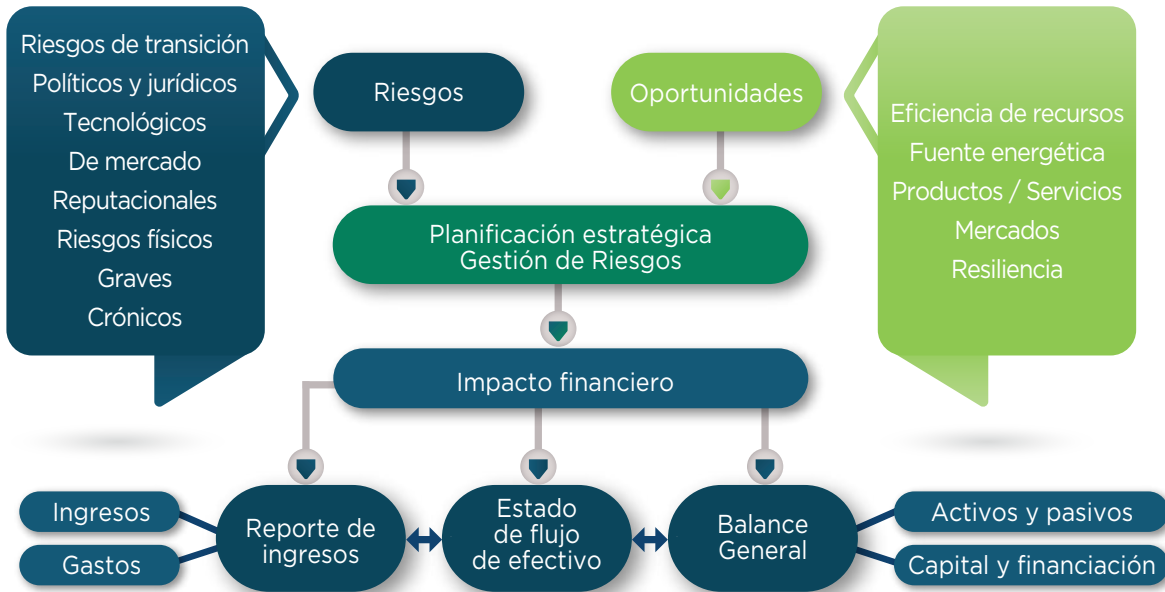 Riesgos de transición
Políticos y jurídicos
Tecnológicos
De mercado
Reputacionales
Riesgos físicos
Graves
Crónicos
Riesgos
Oportunidades
Eficiencia de recursos
Fuente energética
Productos / Servicios
Mercados
Resiliencia
Planificación estratégica
Gestión de Riesgos
Impacto financiero
Ingresos
Gastos
Reporte de
ingresos
Estado
de flujo
de efectivo
Balance
General
Activos y pasivos
Capital y financiación